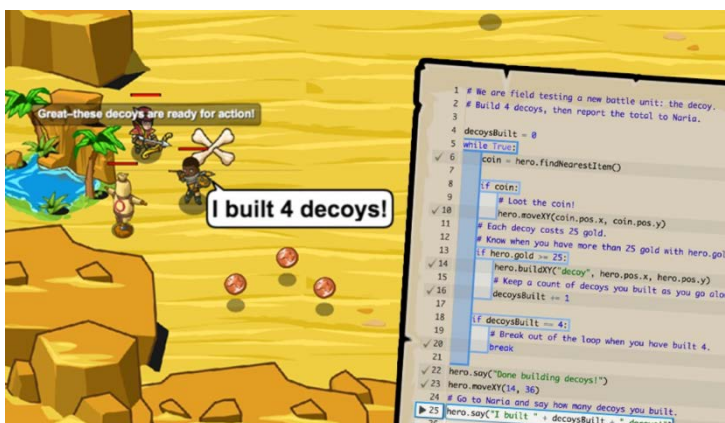 Great–these decoys are ready for action!
I built 4 decoys!
1 # We are field testing a new battle unit: the decoy.
2 # Build 4 decoys, then report the total to Naria.
3
4 decoysBuilt = 0
5 while True:
6 coin = hero.findNearestItem()
7
8 if coin:
9 # Loot the coin!
10 hero.moveXY(coin.pos.x, coin.pos.y)
11 # Each decoy costs 25 gold.
12 # Know when you have more than 25 gold with hero.gol
13 if hero.gold >= 25:
14 hero.buildXY("decoy", hero.pos.x, hero.pos.y)
15 # Keep a count of decoys you built as you go alo
16 decoysBuilt += 1
17
18 if decoysBuilt == 4:
19 # Break out of the loop when you have built 4.
20 break
21
22 hero.say("Done building decoys!")
23 hero.moveXY(14, 36)
24 # Go to Naria and say how many decoys you built.
25 hero.say("I built " + decoysBuilt + " decoys!")
26